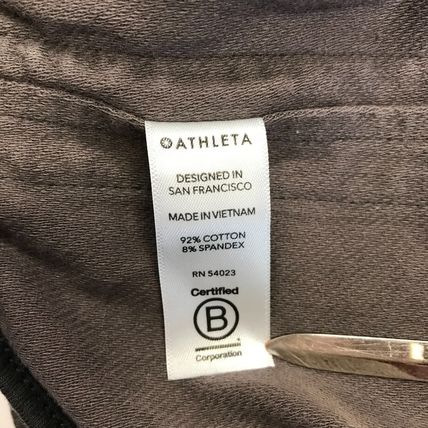 ATHLETA
DESIGNED IN
SAN FRANCISCO
MADE IN VIETNAM
92% COTTON
8% SPANDEX
RN 54023
Certified
B
Corporation